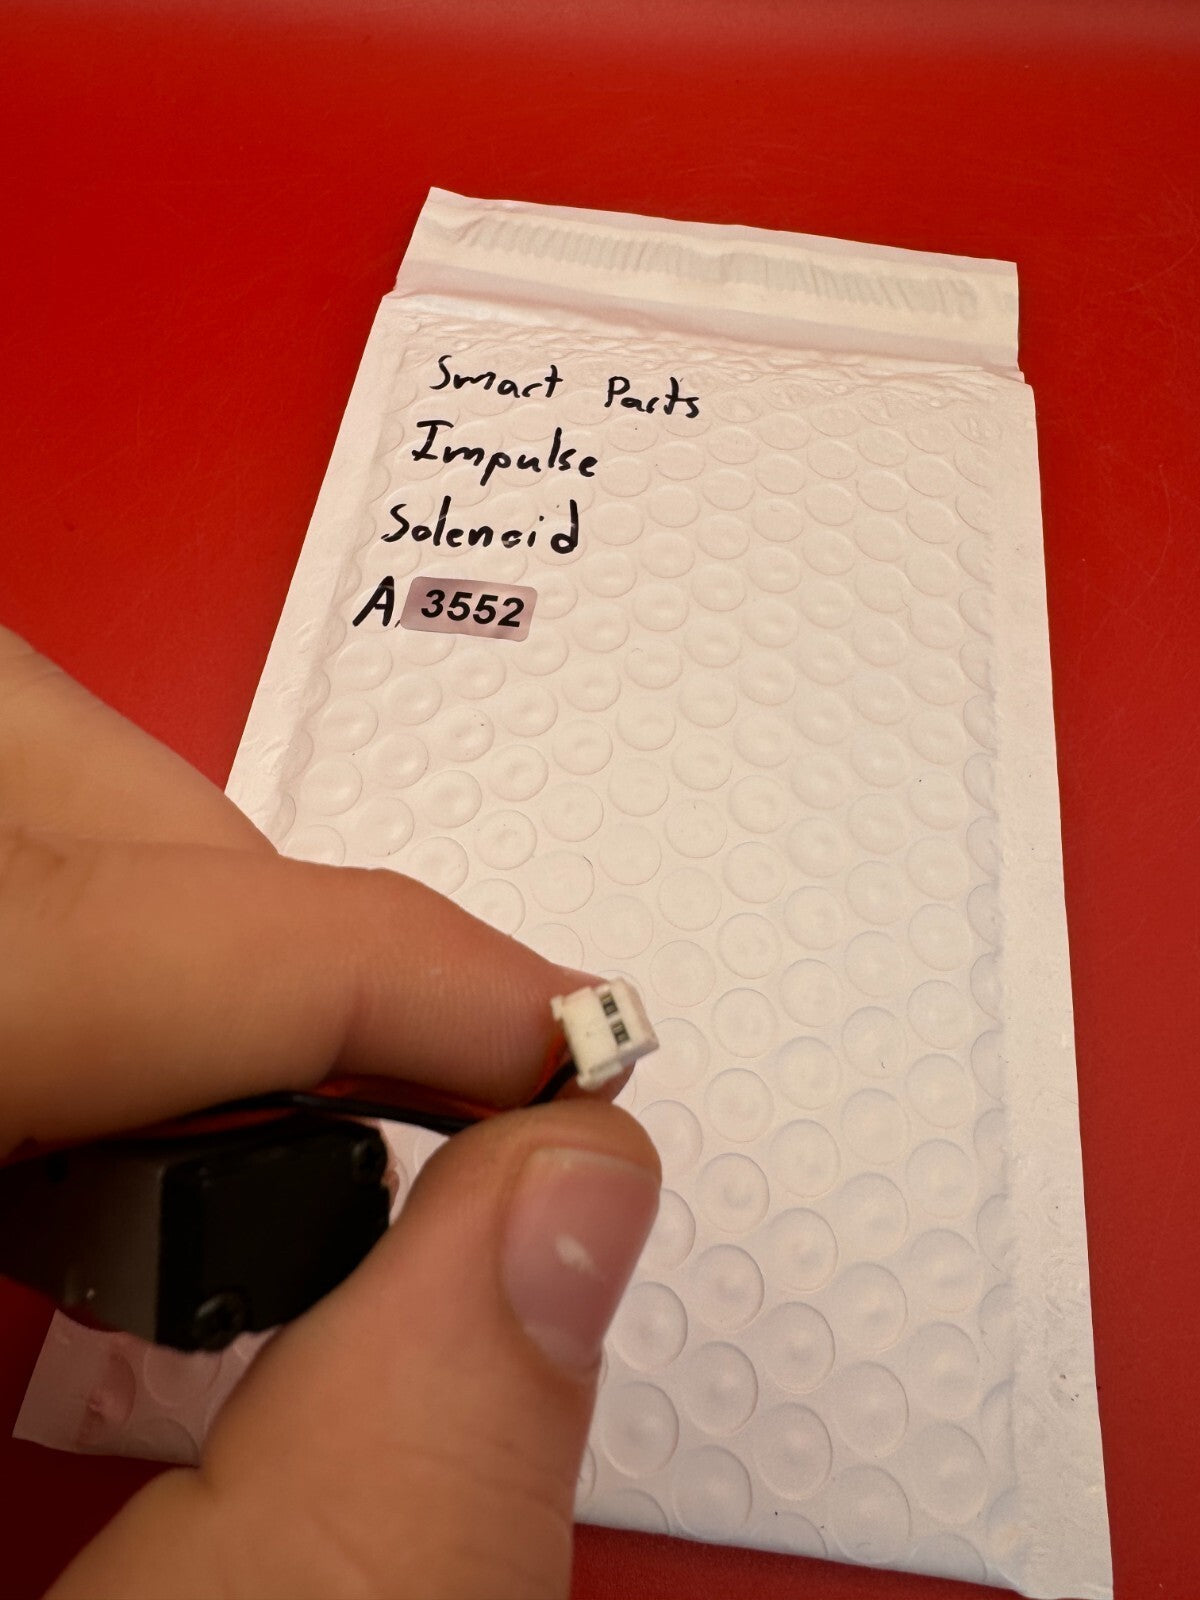 Smart Parts
Impulse
Solenoid
A. 3552